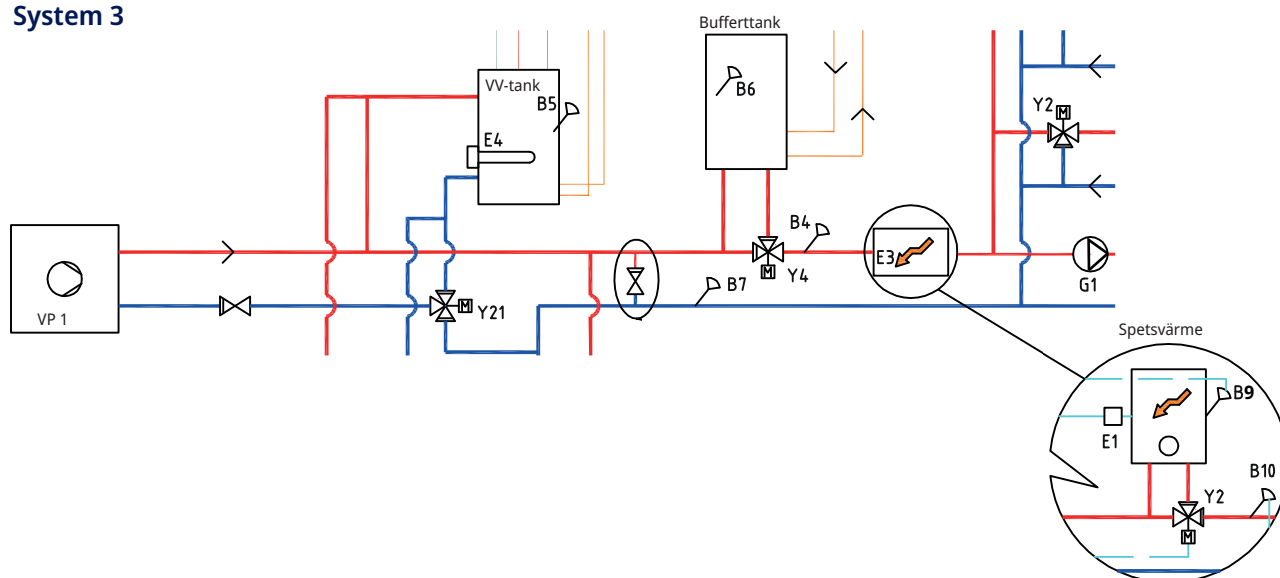 System 3
Bufferttank
VV-tank
B5
B6
Y2
M
E4
B4
E3
M
Y4
G1
B7
VP 1
M
Y21
Spetsvärme
B9
E1
B10
Y2
M